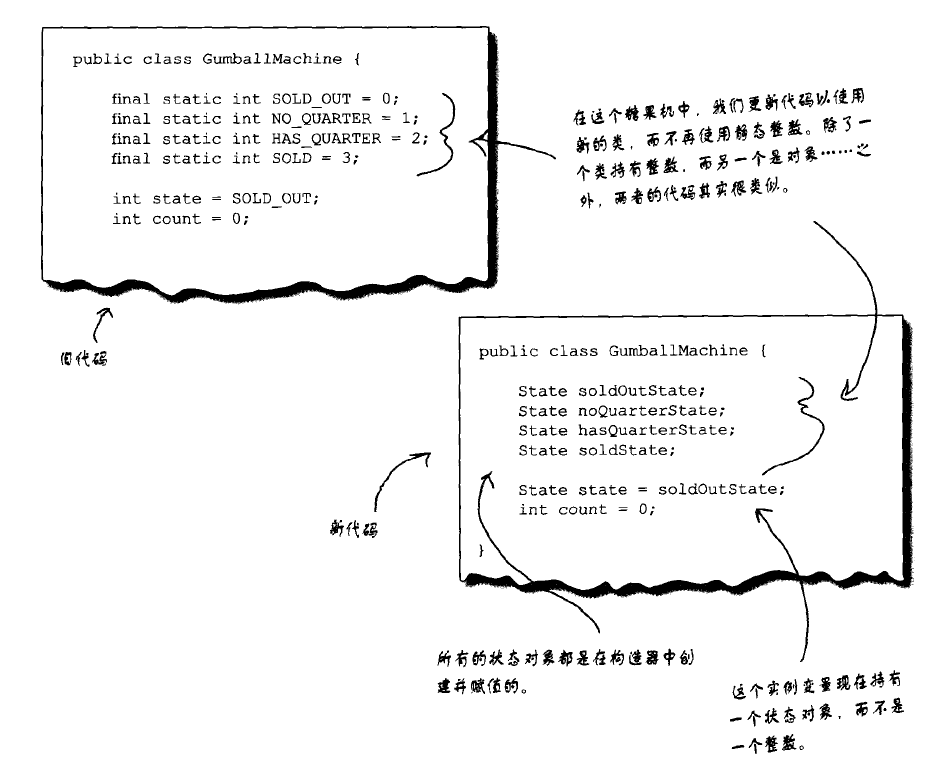 public class GumballMachine {
final static int SOLD_OUT = 0;
final static int NO_QUARTER = 1;
final static int HAS_QUARTER = 2;
final static int SOLD = 3;
int state = SOLD_OUT;
int count = 0;
在这个糖果机中，我们更新代码以使用
新的类，而不再使用静态整数。除了一
个类持有整数，而另一个是对象……之
外，两者的代码其实很类似。
旧代码
public class GumballMachine {
State soldOutState;
State noQuarterState;
State hasQuarterState;
State soldState;
State state = soldOutState;
int count = 0;
}
新代码
所有的状态对象都是在构造器中创
建并赋值的。
这个实例变量现在持有
一个状态对象，而不是
一个整数。